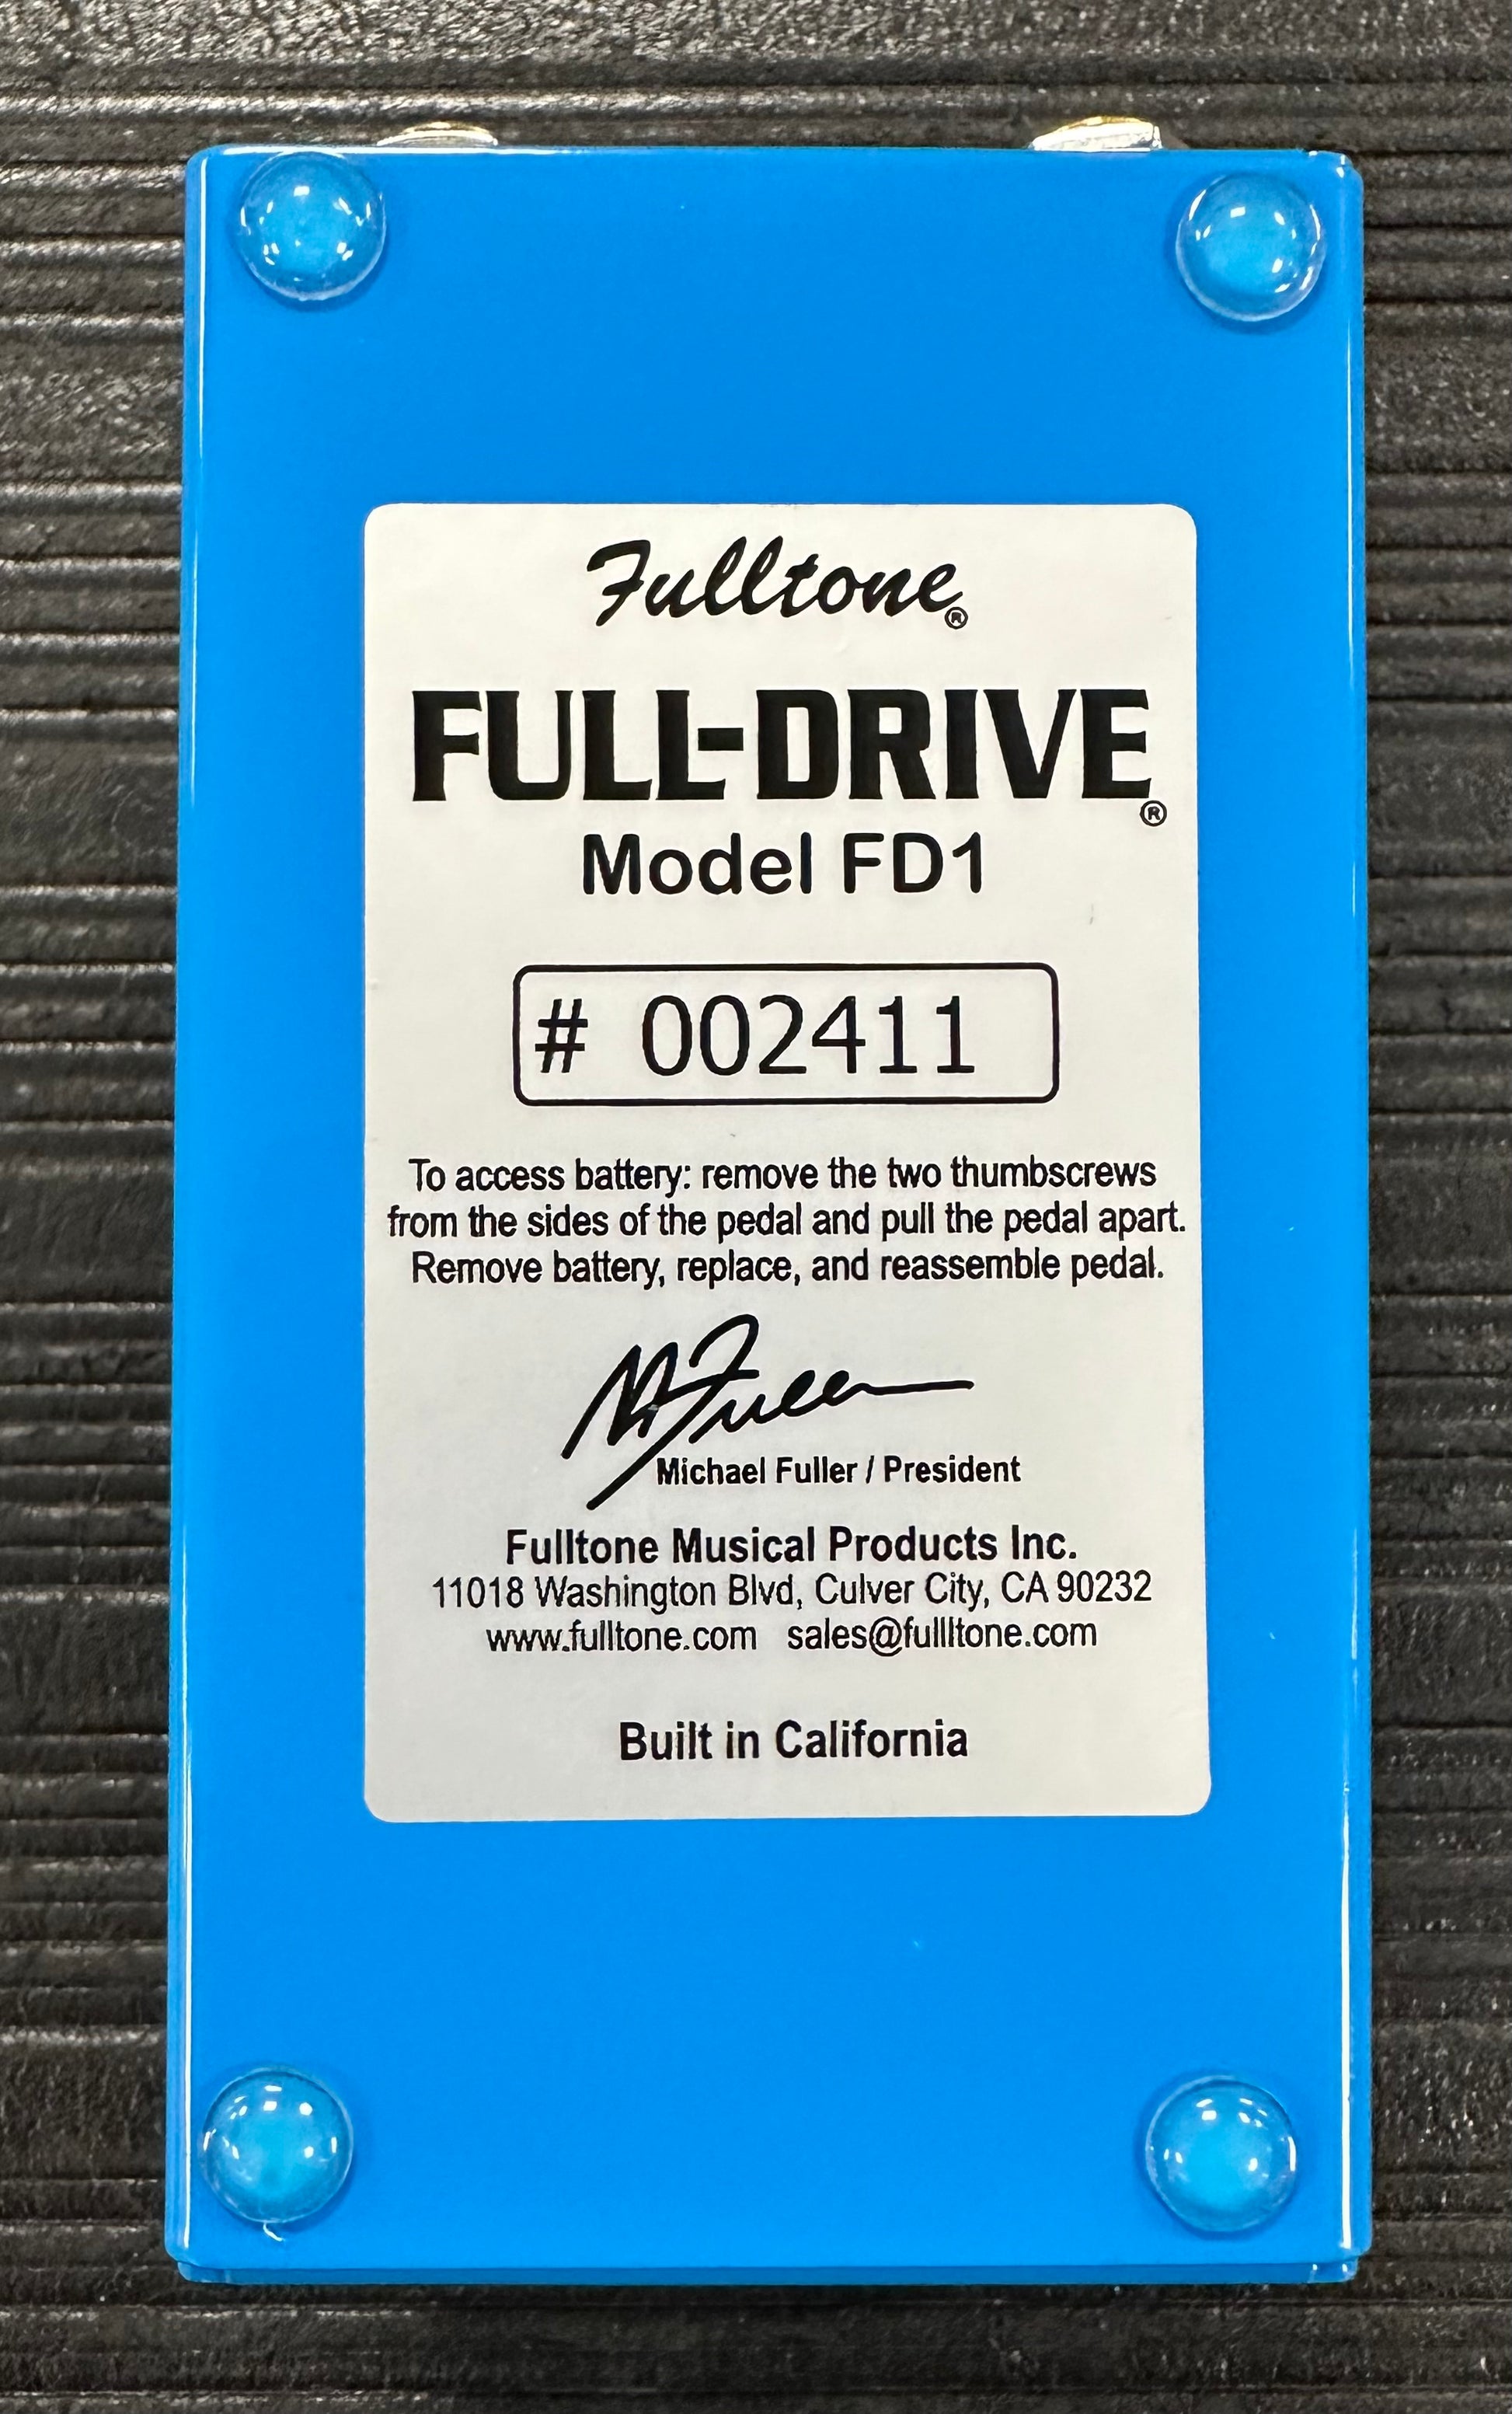 Fulltone®
FULL-DRIVE®
Model FD1
# 002411
To access battery: remove the two thumbscrews
from the sides of the pedal and pull the pedal apart.
Remove battery, replace, and reassemble pedal.
M Fuller
Michael Fuller / President
Fulltone Musical Products Inc.
11018 Washington Blvd, Culver City, CA 90232
www.fulltone.com sales@fullltone.com
Built in California